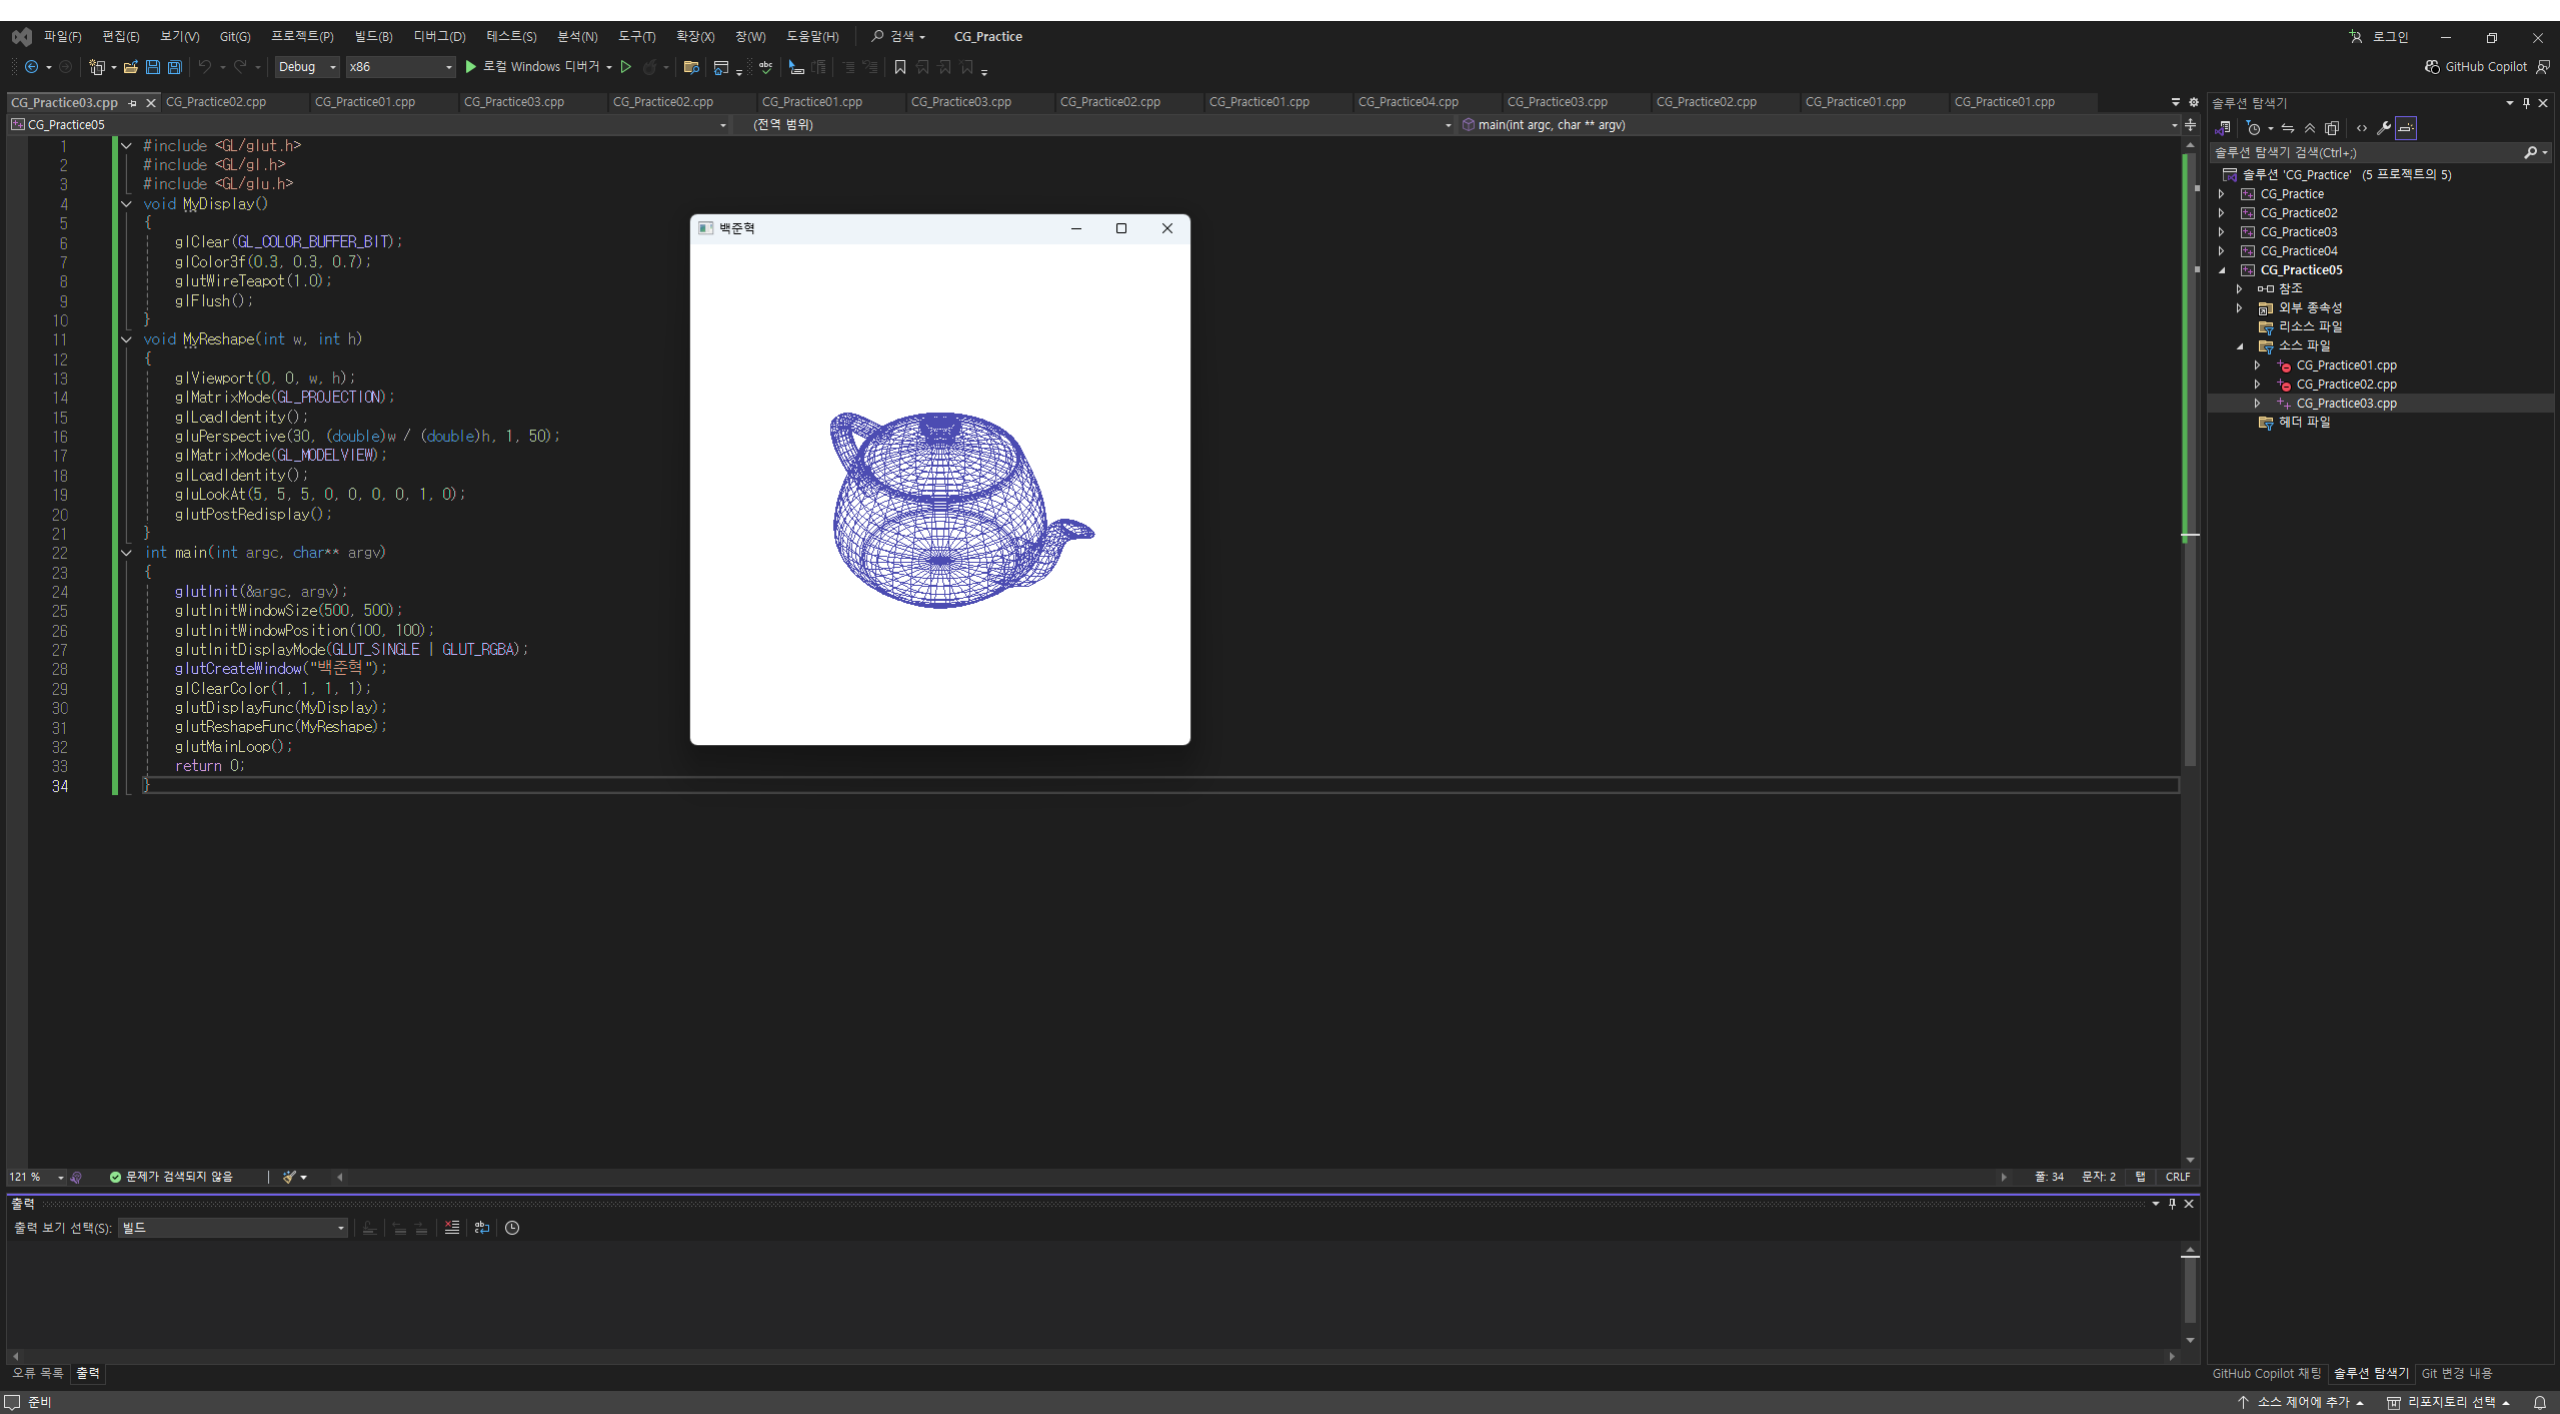 파일(F) 편집(E) 보기(V) Git(G) 프로젝트(P) 빌드(B) 디버그(D) 테스트(S) 분석(N) 도구(T) 확장(X) 창(W) 도움말(H) 검색 CG_Practice 로그인
Debug x86 로컬 Windows 디버거 GitHub Copilot
CG_Practice03.cpp CG_Practice02.cpp CG_Practice01.cpp CG_Practice03.cpp CG_Practice02.cpp CG_Practice01.cpp CG_Practice03.cpp CG_Practice02.cpp CG_Practice01.cpp CG_Practice04.cpp CG_Practice03.cpp CG_Practice02.cpp CG_Practice01.cpp CG_Practice01.cpp
CG_Practice05 (전역 범위) main(int argc, char ** argv)
1 #include <GL/glut.h>
2 #include <GL/gl.h>
3 #include <GL/glu.h>
4 void MyDisplay()
5 {
6 glClear(GL_COLOR_BUFFER_BIT);
7 glColor3f(0.3, 0.3, 0.7);
8 glutWireTeapot(1.0);
9 glFlush();
10 }
11 void MyReshape(int w, int h)
12 {
13 glViewport(0, 0, w, h);
14 glMatrixMode(GL_PROJECTION);
15 glLoadIdentity();
16 gluPerspective(30, (double)w / (double)h, 1, 50);
17 glMatrixMode(GL_MODELVIEW);
18 glLoadIdentity();
19 gluLookAt(5, 5, 5, 0, 0, 0, 0, 1, 0);
20 glutPostRedisplay();
21 }
22 int main(int argc, char** argv)
23 {
24 glutInit(&argc, argv);
25 glutInitWindowSize(500, 500);
26 glutInitWindowPosition(100, 100);
27 glutInitDisplayMode(GLUT_SINGLE | GLUT_RGBA);
28 glutCreateWindow("백준혁");
29 glClearColor(1, 1, 1, 1);
30 glutDisplayFunc(MyDisplay);
31 glutReshapeFunc(MyReshape);
32 glutMainLoop();
33 return 0;
34 }
백준혁
솔루션 탐색기
솔루션 탐색기 검색(Ctrl+;)
솔루션 'CG_Practice' (5 프로젝트의 5)
CG_Practice
CG_Practice02
CG_Practice03
CG_Practice04
CG_Practice05
참조
외부 종속성
리소스 파일
소스 파일
CG_Practice01.cpp
CG_Practice02.cpp
CG_Practice03.cpp
헤더 파일
121 % 문제가 검색되지 않음 줄: 34 문자: 2 탭 CRLF
출력
출력 보기 선택(S): 빌드
오류 목록 출력
GitHub Copilot 채팅 솔루션 탐색기 Git 변경 내용
준비 소스 제어에 추가 리포지토리 선택